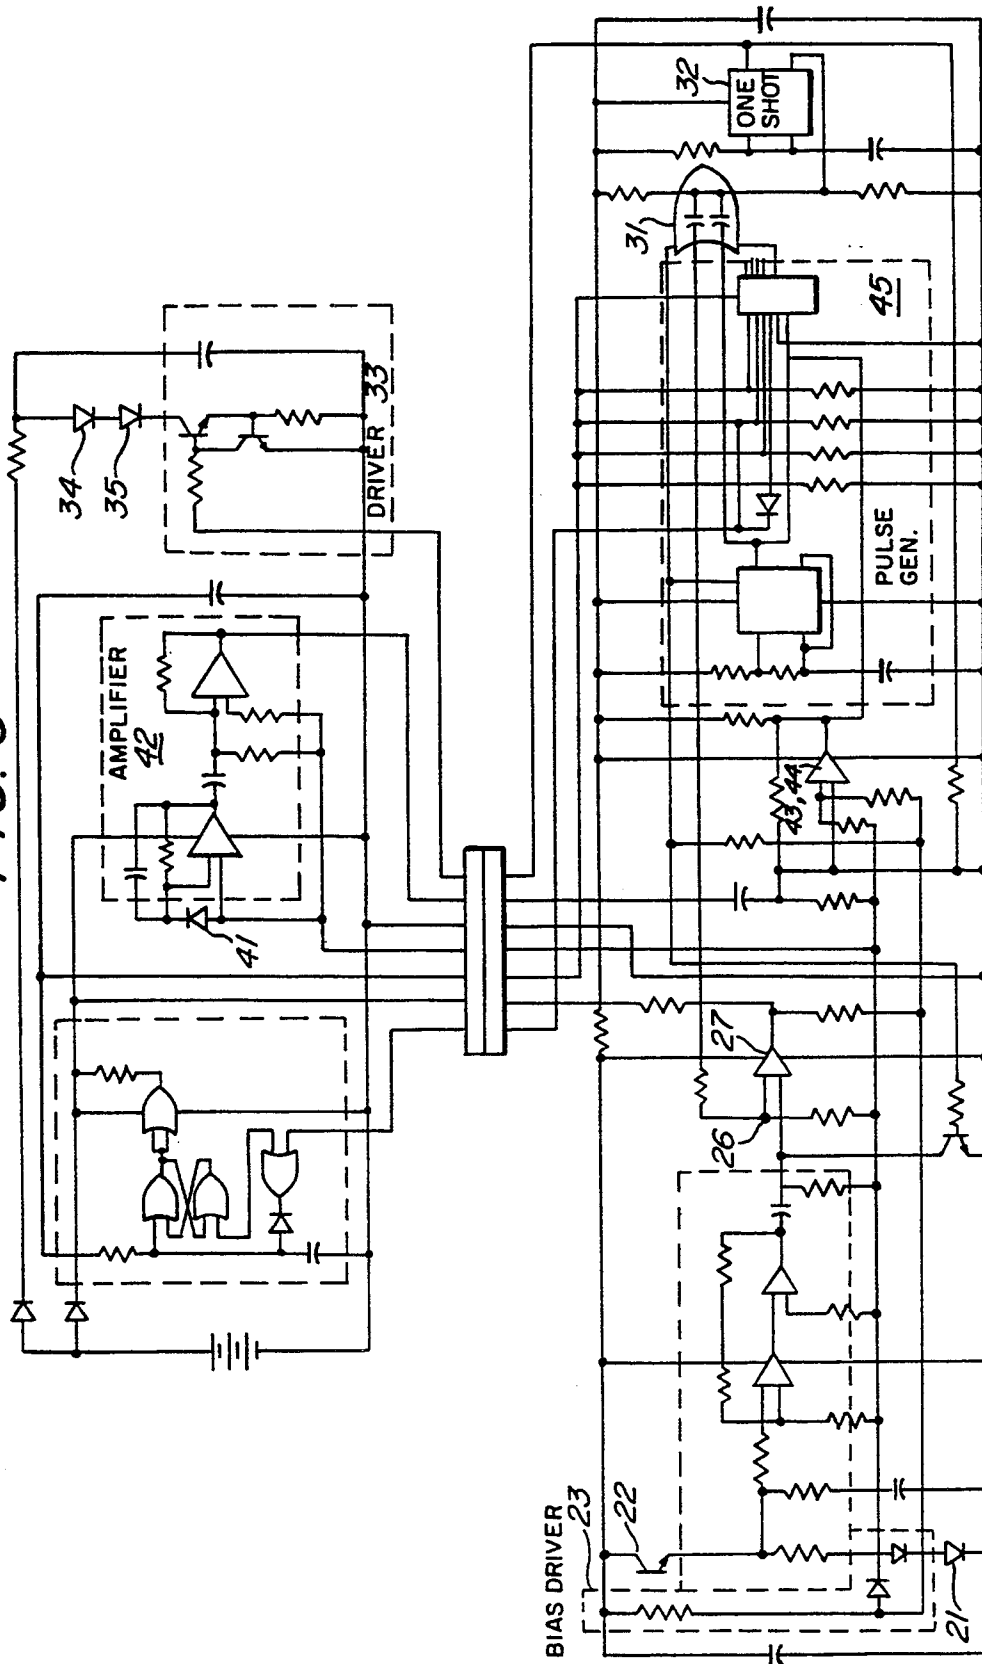 32
ONE
SHOT
31
45
34
35
33
DRIVER
PULSE
GEN.
AMPLIFIER
42
43, 44
41
27
26
BIAS DRIVER
23
22
21